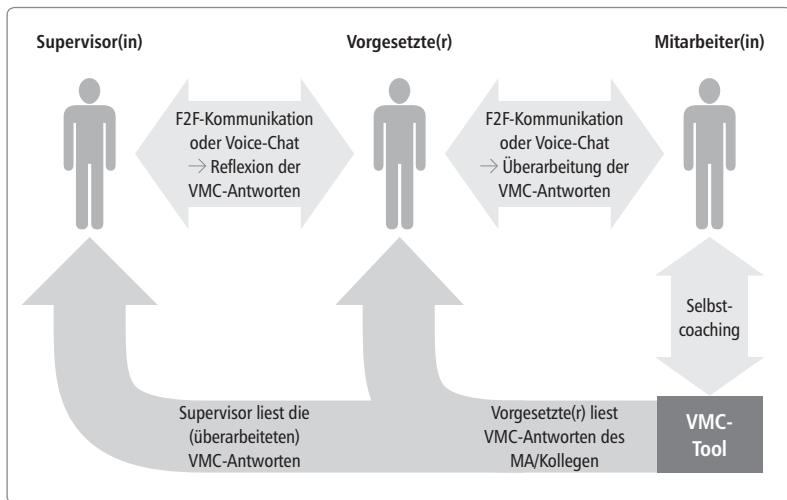 Supervisor(in)
Vorgesetzte(r)
Mitarbeiter(in)
F2F-Kommunikation
oder Voice-Chat
→ Reflexion der
VMC-Antworten
F2F-Kommunikation
oder Voice-Chat
→ Überarbeitung der
VMC-Antworten
Selbst-
coaching
Supervisor liest die
(überarbeiteten)
VMC-Antworten
Vorgesetzte(r) liest
VMC-Antworten des
MA/Kollegen
VMC-
Tool